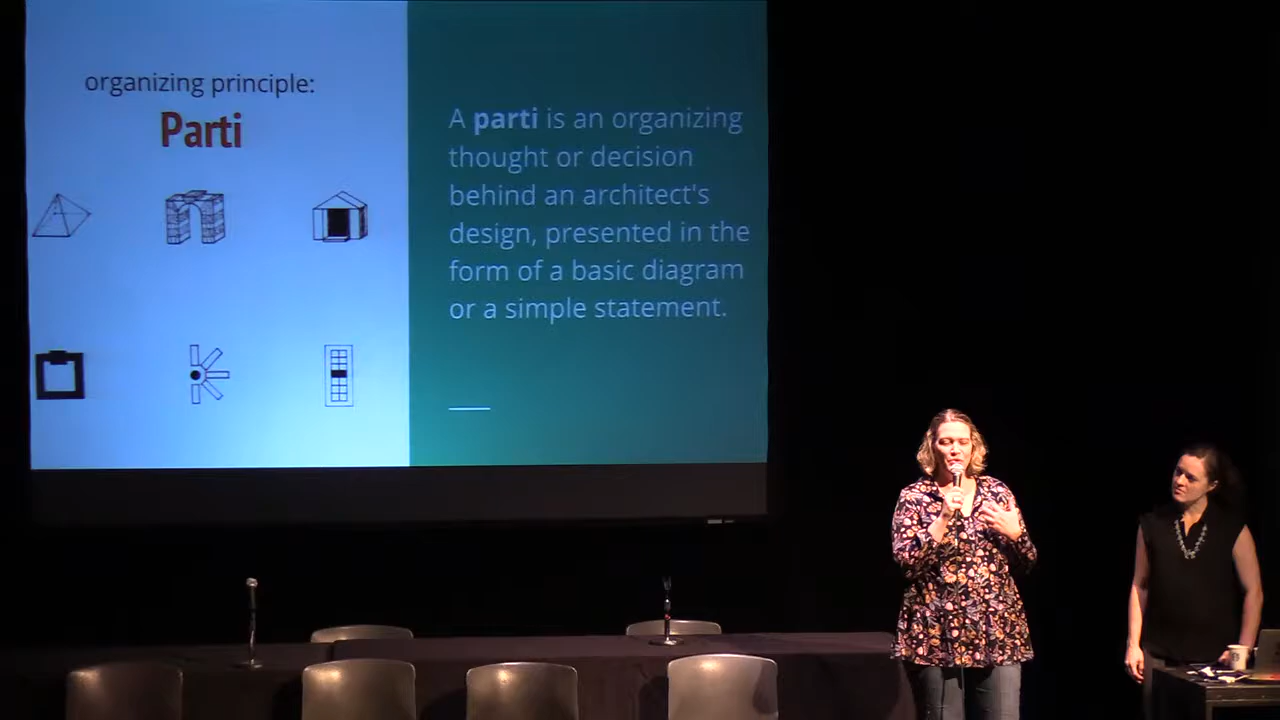 organizing principle:
Parti
A parti is an organizing
thought or decision
behind an architect's
design, presented in the
form of a basic diagram
or a simple statement.